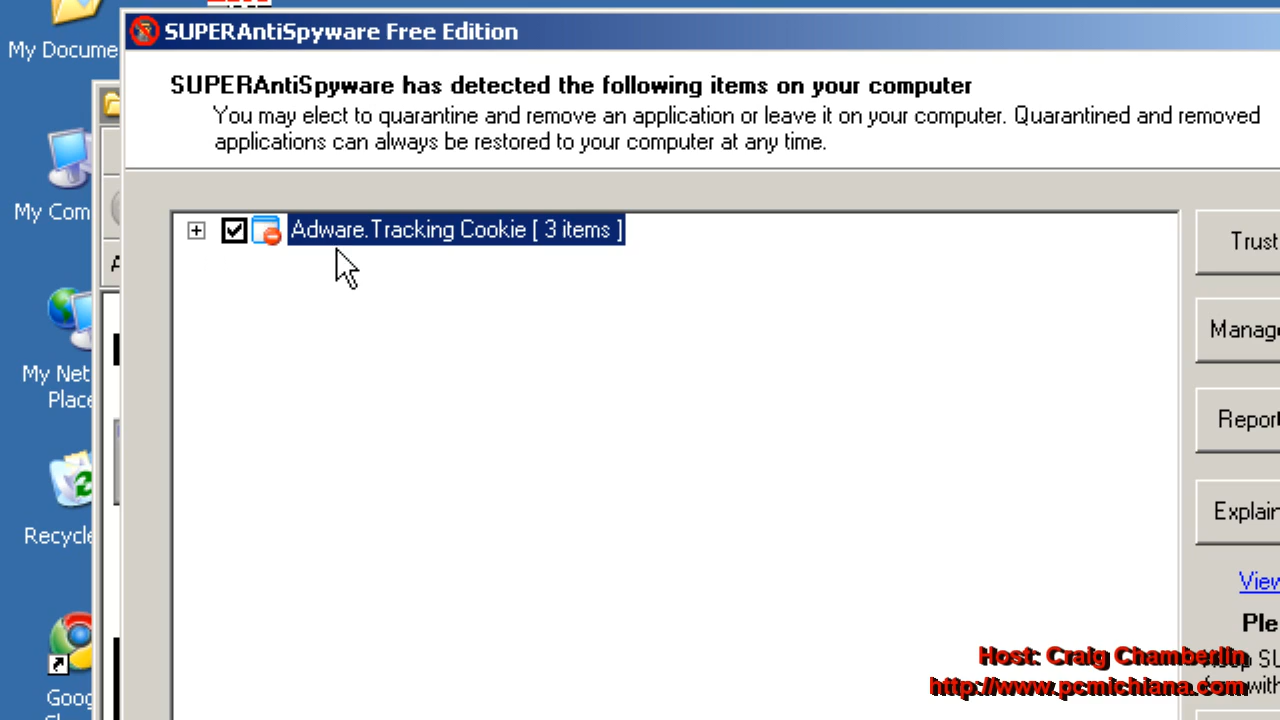 My Docume
SUPERAntiSpyware Free Edition
SUPERAntiSpyware has detected the following items on your computer
You may elect to quarantine and remove an application or leave it on your computer. Quarantined and removed
applications can always be restored to your computer at any time.
My Com
Adware.Tracking Cookie [ 3 items ]
Trust
Manag
My Net
Place
Report
Recycle
Explain
View
Ple
Host: Craig Chamberlin
http://www.pcmichiana.com
SU
with
Goog